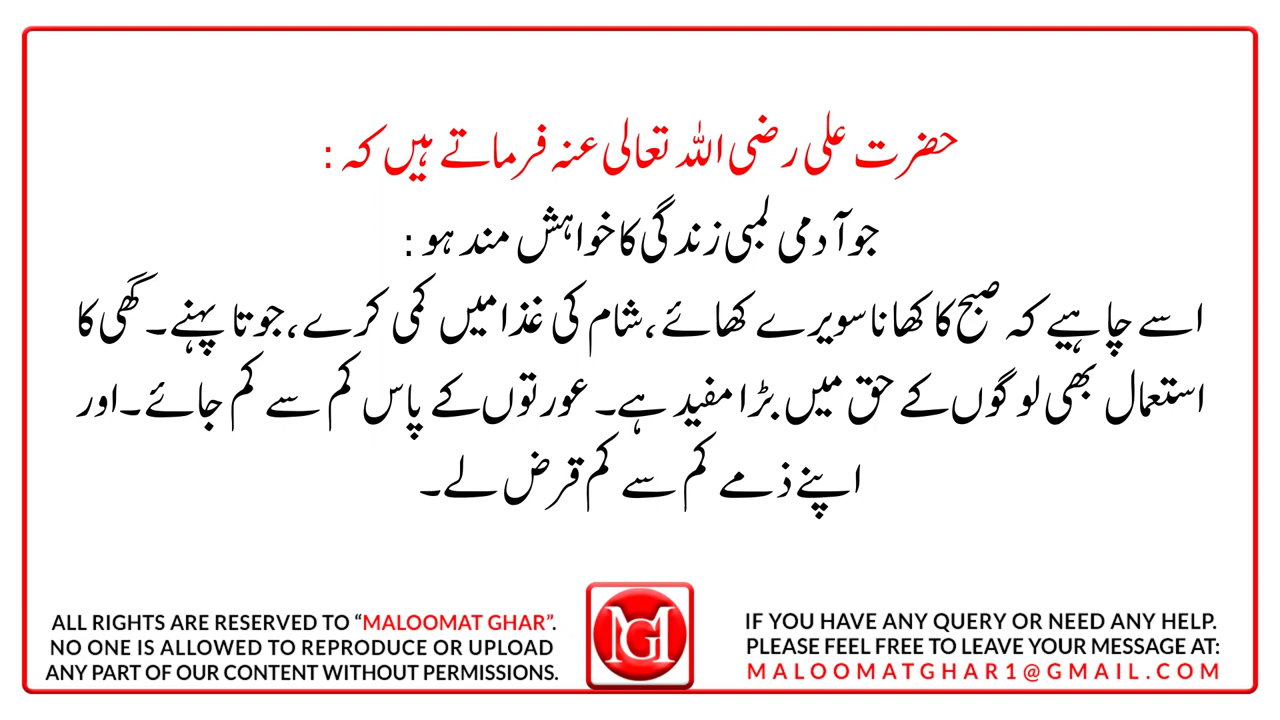 حضرت علی رضی اللہ تعالی عنہ فرماتے ہیں کہ :
جو آدمی لمبی زندگی کا خواہش مند ہو :
اسے چاہیے کہ صبح کا کھانا سویرے کھائے ،شام کی غذا میں کمی کرے، جوتا پہنے۔ گھی کا
استعمال بھی لوگوں کے حق میں بڑا مفید ہے۔ عورتوں کے پاس کم سے کم جائے۔ اور
اپنے ذمے کم سے کم قرض لے۔
ALL RIGHTS ARE RESERVED TO “MALOOMAT GHAR”.
NO ONE IS ALLOWED TO REPRODUCE OR UPLOAD
ANY PART OF OUR CONTENT WITHOUT PERMISSIONS.
MG
IF YOU HAVE ANY QUERY OR NEED ANY HELP.
PLEASE FEEL FREE TO LEAVE YOUR MESSAGE AT:
MALOOMATGHAR1@GMAIL.COM